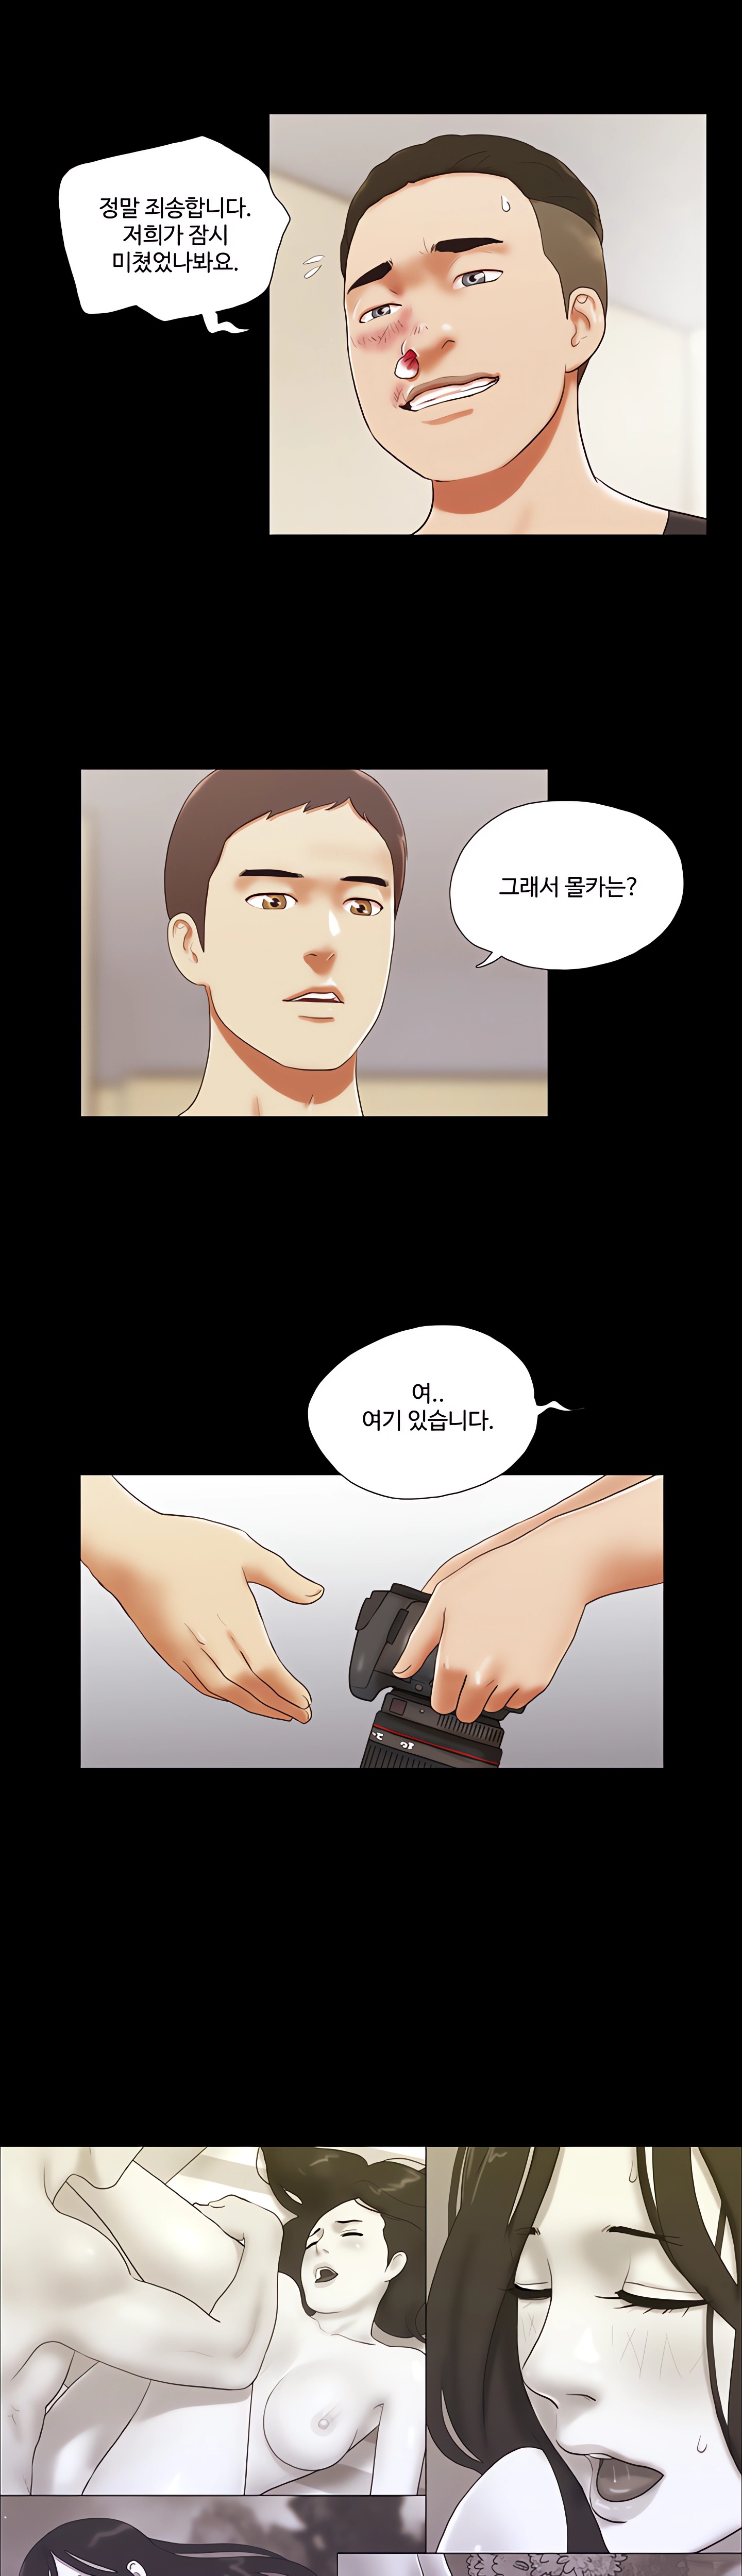 정말 죄송합니다.
저희가 잠시
미쳤었나봐요.
그래서 몰카는?
여..
여기 있습니다.